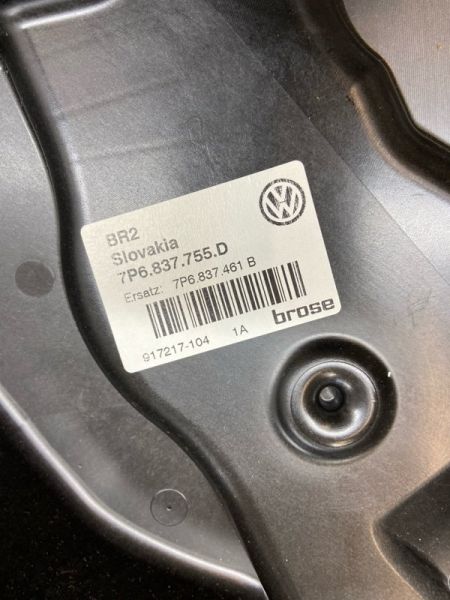 BR2
Slovakia
7P6.837.755.D
Ersatz: 7P6.837.461 B
917217-104 1A
brose